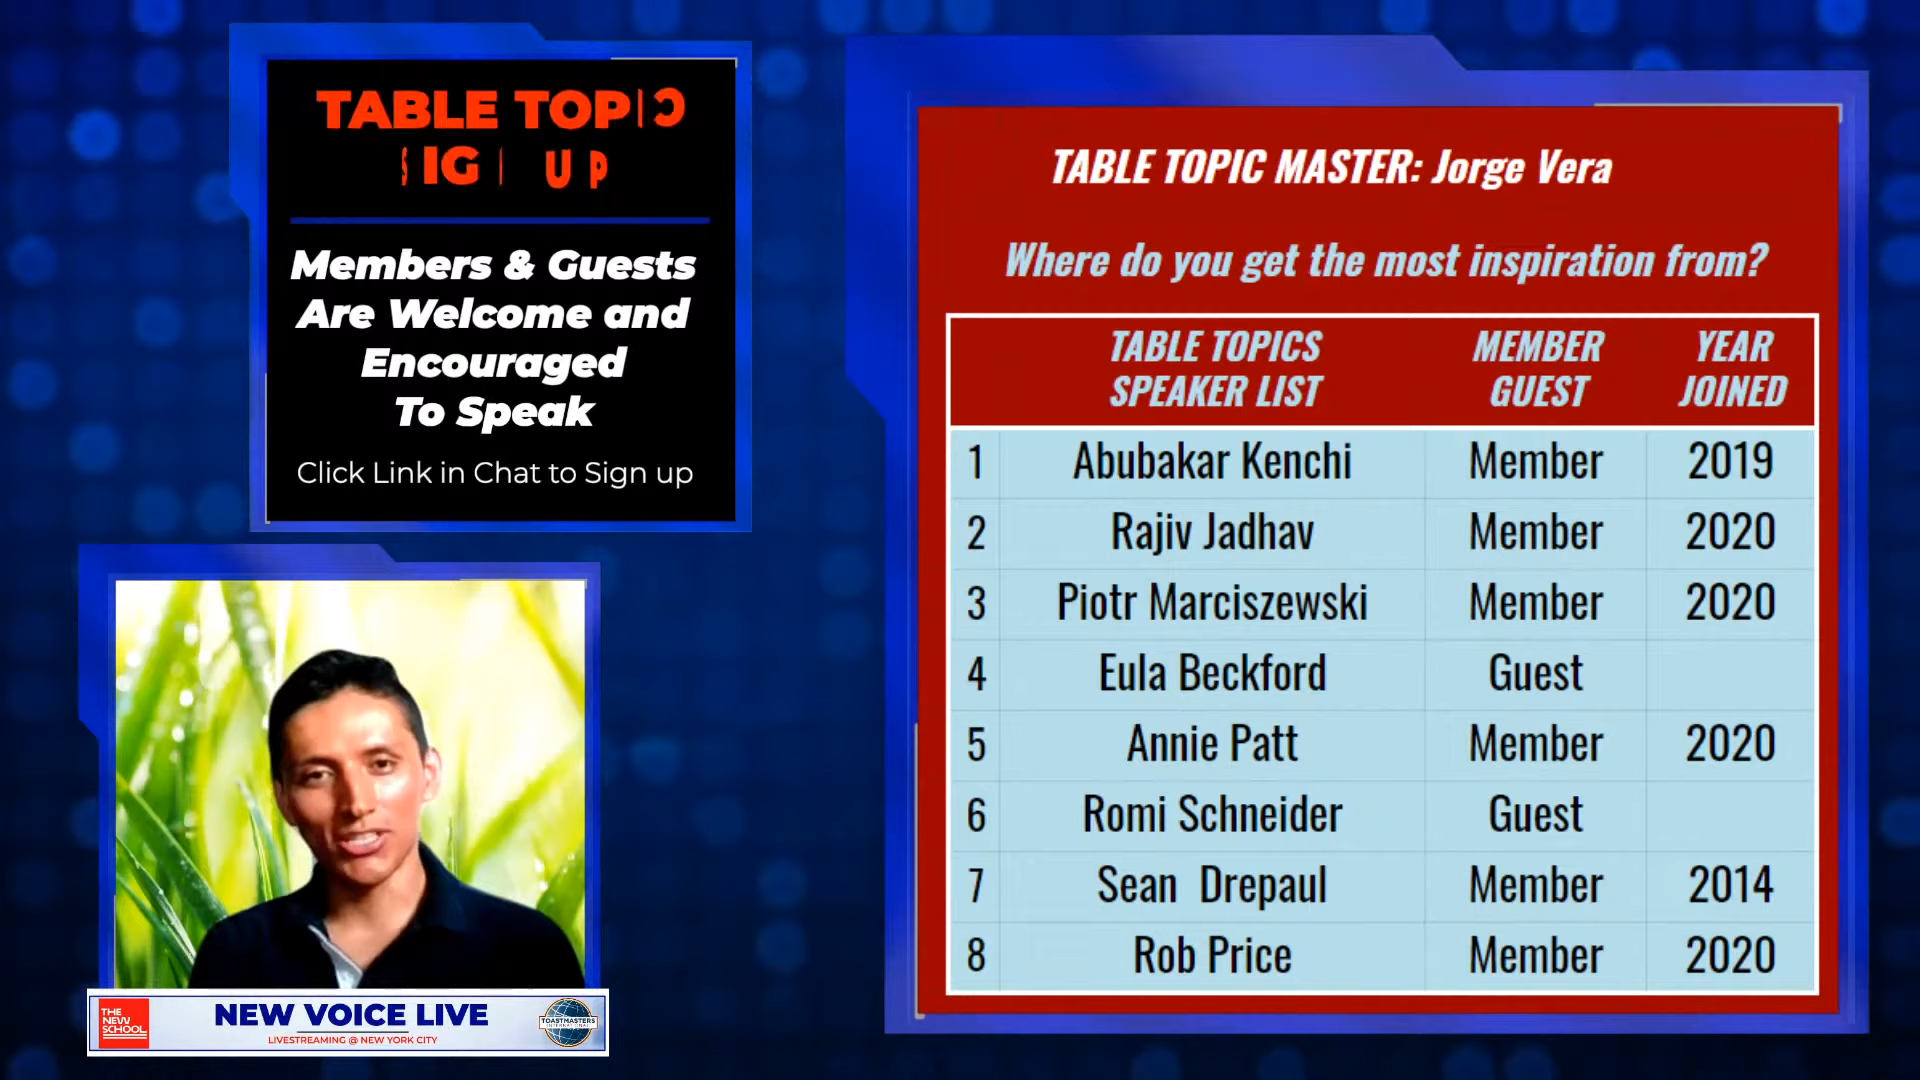 TABLE TOPIC
SIG UP
Members & Guests
Are Welcome and
Encouraged
To Speak
Click Link in Chat to Sign up
THE
NEW
SCHOOL
NEW VOICE LIVE
LIVESTREAMING @ NEW YORK CITY
TOASTMASTERS
INTERNATIONAL
TABLE TOPIC MASTER: Jorge Vera
Where do you get the most inspiration from?
TABLE TOPICS SPEAKER LIST MEMBER GUEST YEAR JOINED
1 Abubakar Kenchi Member 2019
2 Rajiv Jadhav Member 2020
3 Piotr Marciszewski Member 2020
4 Eula Beckford Guest
5 Annie Patt Member 2020
6 Romi Schneider Guest
7 Sean Drepaul Member 2014
8 Rob Price Member 2020